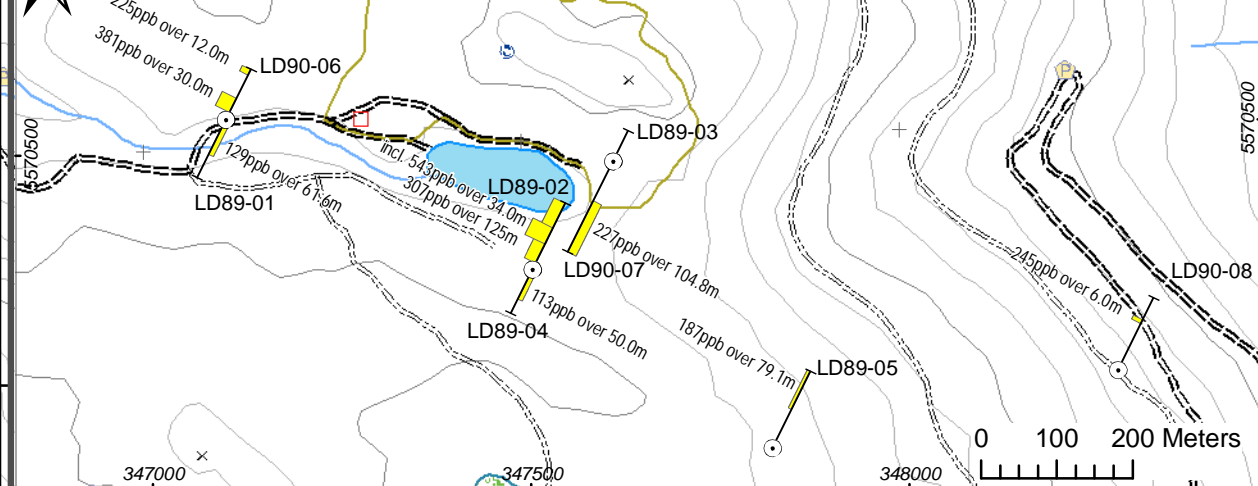 225ppb over 12.0m
381ppb over 30.0m
LD90-06
P
P
5570500
5570500
LD89-03
129ppb over 61.6m
LD89-01
incl. 543ppb over 34.0m
LD89-02
307ppb over 125m
227ppb over 104.8m
LD90-07
245ppb over 6.0m
LD90-08
113ppb over 50.0m
LD89-04
187ppb over 79.1m
LD89-05
0 100 200 Meters
347000
347500
348000